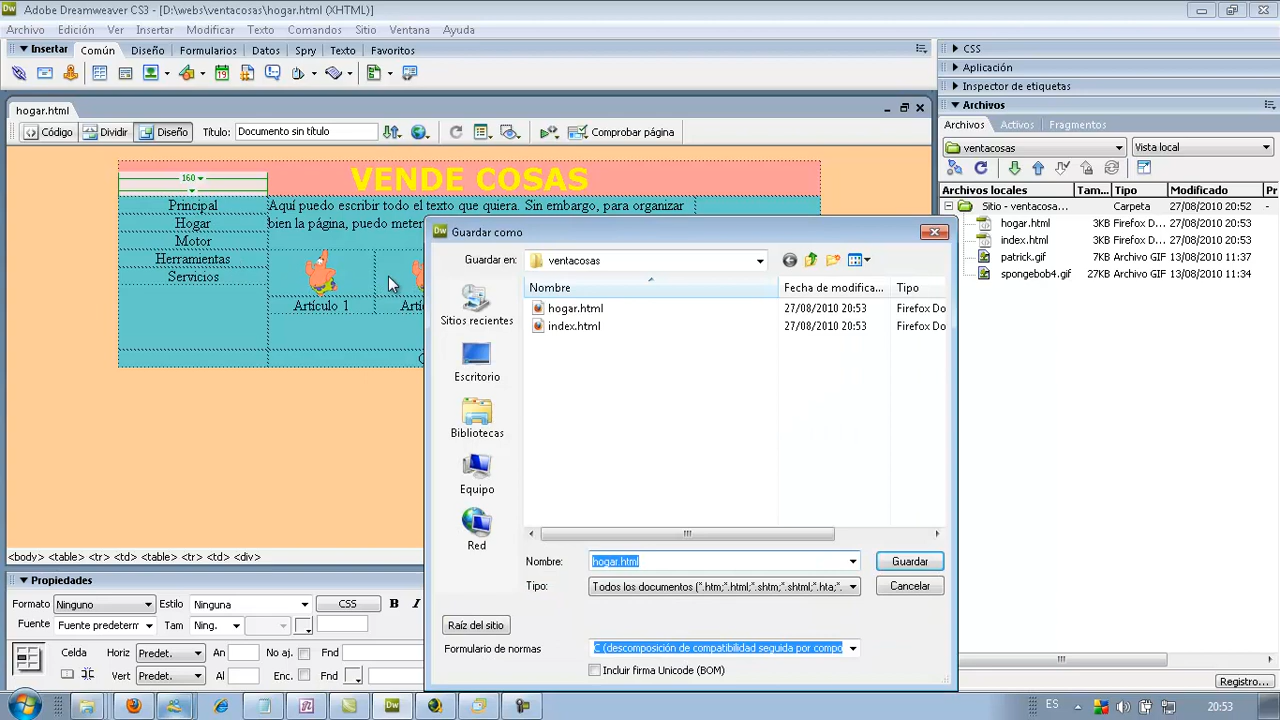 Adobe Dreamweaver CS3 - [D:\webs\ventacosas\hogar.html (XHTML)]
Archivo Edición Ver Insertar Modificar Texto Comandos Sitio Ventana Ayuda
Insertar Común Diseño Formularios Datos Spry Texto Favoritos
hogar.html
Código Dividir Diseño Título: Documento sin título Comprobar página
160
VENDE COSAS
Principal
Hogar
Motor
Herramientas
Servicios
Aquí puedo escribir todo el texto que quiera. Sin embargo, para organizar
bien la página, puedo meter
Artículo 1
<body> <table> <tr> <td> <table> <tr> <td> <div>
Propiedades
Formato Ninguno Estilo Ninguna CSS B I
Fuente Fuente predeterm Tam Ning.
Celda Horiz Predet. An No aj. Fnd
Vert Predet. Al Enc. Fnd
Guardar como
Guardar en: ventacosas
Sitios recientes
Escritorio
Bibliotecas
Equipo
Red
Nombre Fecha de modifica... Tipo
hogar.html 27/08/2010 20:53 Firefox Do
index.html 27/08/2010 20:53 Firefox Do
Nombre: hogar.html Guardar
Tipo: Todos los documentos (*.htm;*.html;*.shtm;*.shtml;*.hta;*. Cancelar
Raíz del sitio
Formulario de normas C (descomposición de compatibilidad seguida por compo
Incluir firma Unicode (BOM)
CSS
Aplicación
Inspector de etiquetas
Archivos
Archivos Activos Fragmentos
ventacosas Vista local
Archivos locales Tam... Tipo Modificado Pr
Sitio - ventacosa... Carpeta 27/08/2010 20:52 -
hogar.html 3KB Firefox D... 27/08/2010 20:53
index.html 3KB Firefox D... 27/08/2010 20:53
patrick.gif 9KB Archivo GIF 13/08/2010 11:37
spongebob4.gif 27KB Archivo GIF 13/08/2010 11:34
Registro...
ES 20:53